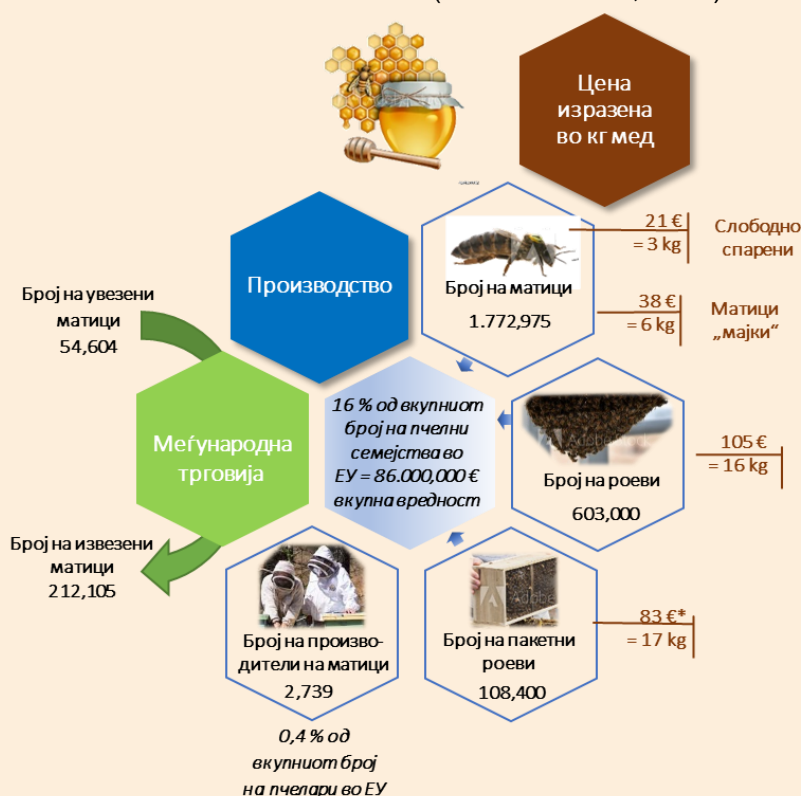 Цена
изразена
во кг мед
Производство
Број на матици
1.772,975
21 €
= 3 kg
Слободно
спарени
38 €
= 6 kg
Матици
„мајки“
Број на увезени
матици
54,604
Меѓународна
трговија
Број на извезени
матици
212,105
16 % од вкупниот
број на пчелни
семејства во
ЕУ = 86.000,000 €
вкупна вредност
Број на роеви
603,000
105 €
= 16 kg
Број на произво-
дители на матици
2,739
0,4 % од
вкупниот број
на пчелари во ЕУ
Број на пакетни
роеви
108,400
83 €*
= 17 kg